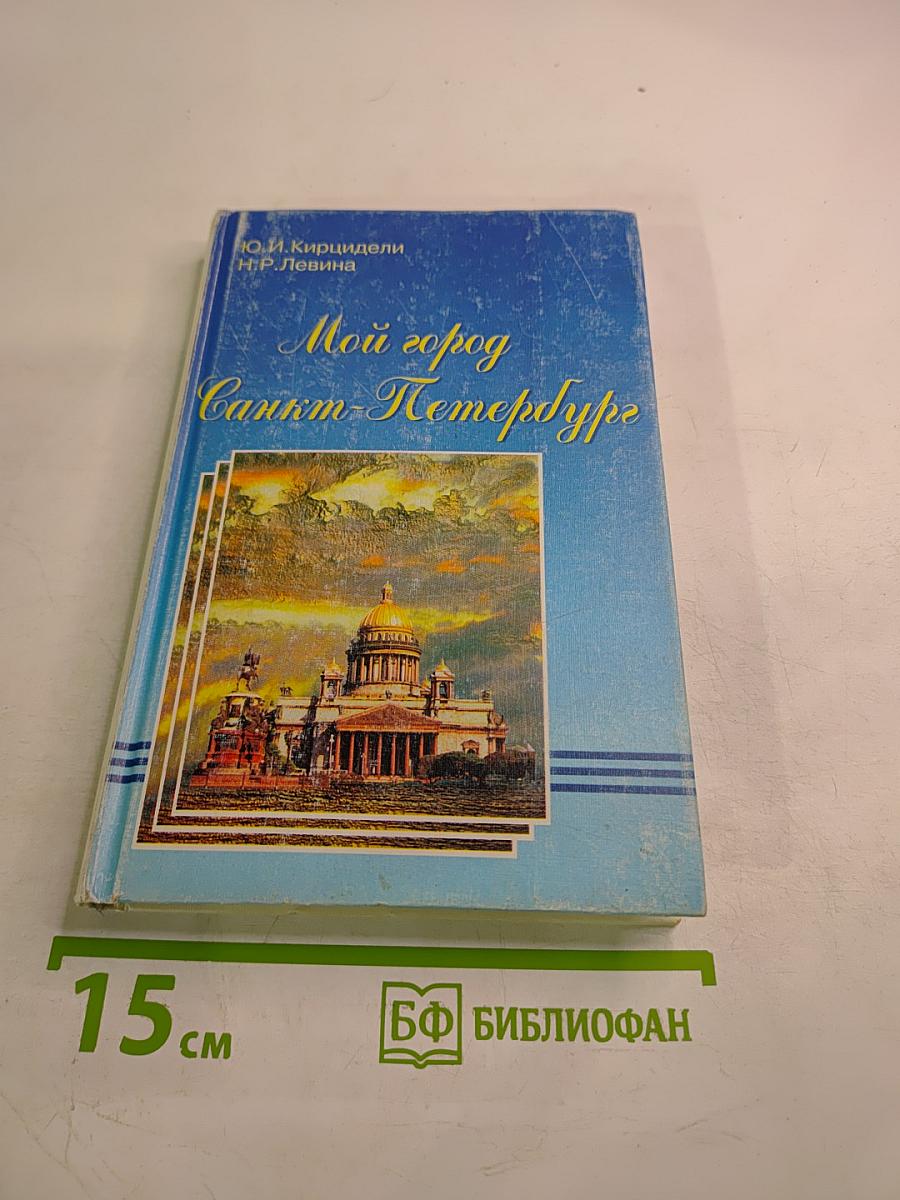 Ю.И.Кирцидели
Н.Р.Левина
Мой город
Санкт-Петербург
15 см
БФ БИБЛИОФАН